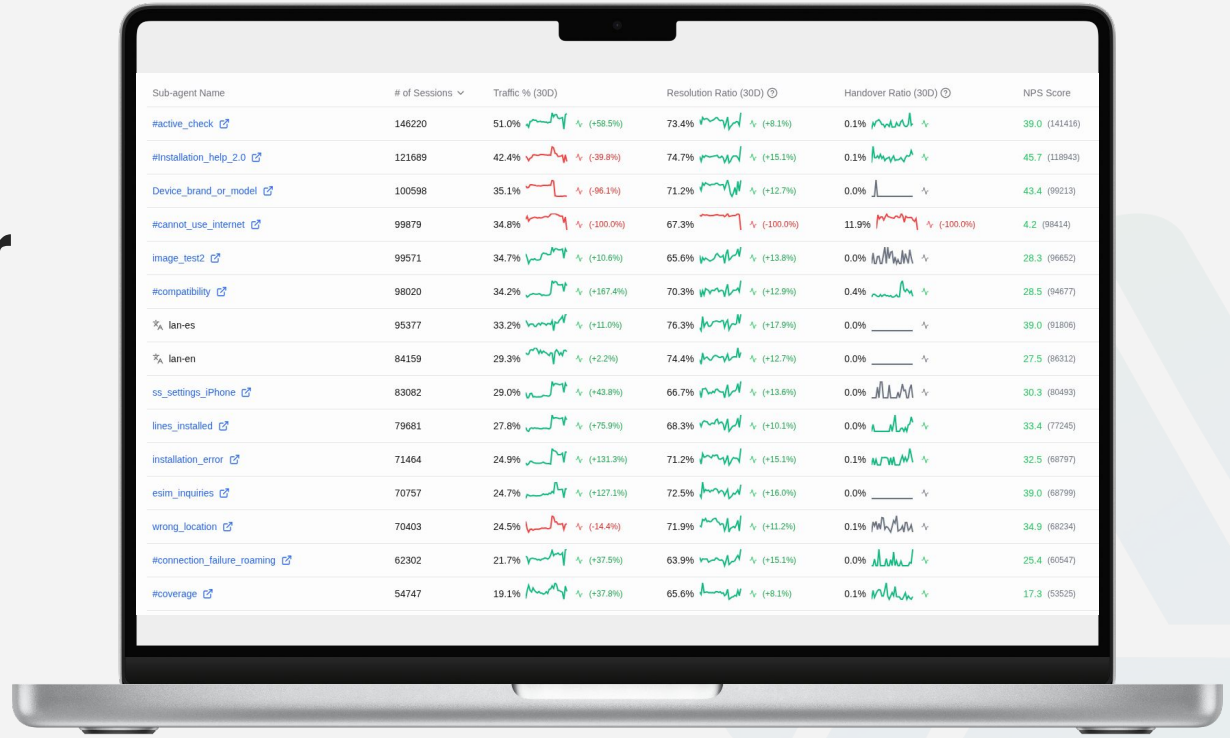 Sub-agent Name # of Sessions Traffic % (30D) Resolution Ratio (30D) Handover Ratio (30D) NPS Score
#active_check 146220 51.0% (+58.5%) 73.4% (+8.1%) 0.1% 39.0 (141416)
#Installation_help_2.0 121689 42.4% (-39.8%) 74.7% (+15.1%) 0.1% 45.7 (118943)
Device_brand_or_model 100598 35.1% (-96.1%) 71.2% (+12.7%) 0.0% 43.4 (99213)
#cannot_use_internet 99879 34.8% (-100.0%) 67.3% (-100.0%) 11.9% (-100.0%) 4.2 (98414)
image_test2 99571 34.7% (+10.6%) 65.6% (+13.8%) 0.0% 28.3 (96652)
#compatibility 98020 34.2% (+167.4%) 70.3% (+12.9%) 0.4% 28.5 (94677)
lan-es 95377 33.2% (+11.0%) 76.3% (+17.9%) 0.0% 39.0 (91806)
lan-en 84159 29.3% (+2.2%) 74.4% (+12.7%) 0.0% 27.5 (86312)
ss_settings_iPhone 83082 29.0% (+43.8%) 66.7% (+13.6%) 0.0% 30.3 (80493)
lines_installed 79681 27.8% (+75.9%) 68.3% (+10.1%) 0.0% 33.4 (77245)
installation_error 71464 24.9% (+131.3%) 71.2% (+15.1%) 0.1% 32.5 (68797)
esim_inquiries 70757 24.7% (+127.1%) 72.5% (+16.0%) 0.0% 39.0 (68799)
wrong_location 70403 24.5% (-14.4%) 71.9% (+11.2%) 0.1% 34.9 (68234)
#connection_failure_roaming 62302 21.7% (+37.5%) 63.9% (+15.1%) 0.0% 25.4 (60547)
#coverage 54747 19.1% (+37.8%) 65.6% (+8.1%) 0.1% 17.3 (53525)